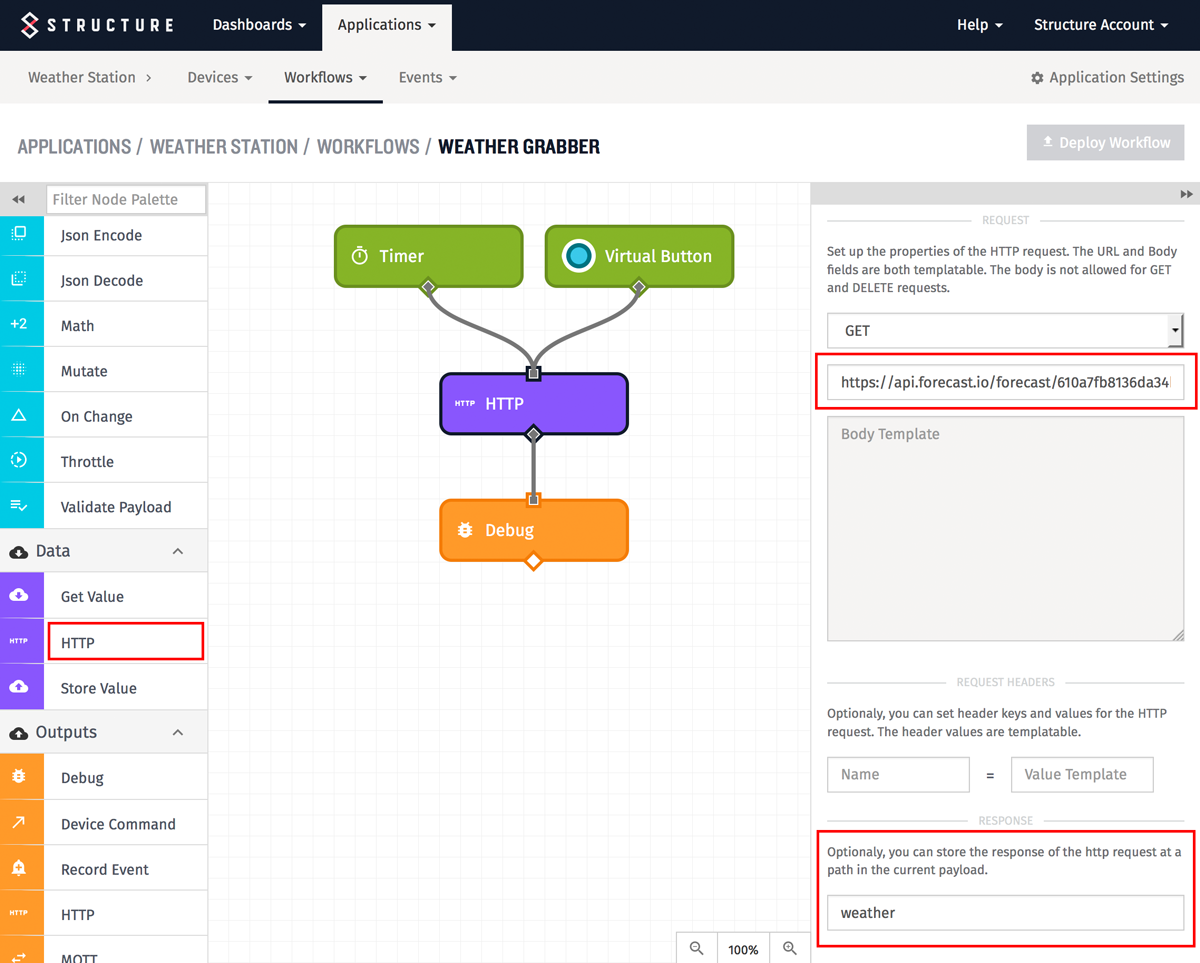 STRUCTURE
Dashboards
Applications
Help
Structure Account
Weather Station
Devices
Workflows
Events
Application Settings
APPLICATIONS / WEATHER STATION / WORKFLOWS / WEATHER GRABBER
Deploy Workflow
Filter Node Palette
Json Encode
Json Decode
+2 Math
Mutate
On Change
Throttle
Validate Payload
Data
Get Value
HTTP HTTP
Store Value
Outputs
Debug
Device Command
Record Event
HTTP HTTP
MQTT
Timer
Virtual Button
HTTP HTTP
Debug
100%
REQUEST
Set up the properties of the HTTP request. The URL and Body
fields are both templatable. The body is not allowed for GET
and DELETE requests.
GET
https://api.forecast.io/forecast/610a7fb8136da34
Body Template
REQUEST HEADERS
Optionaly, you can set header keys and values for the HTTP
request. The header values are templatable.
Name = Value Template
RESPONSE
Optionaly, you can store the response of the http request at a
path in the current payload.
weather